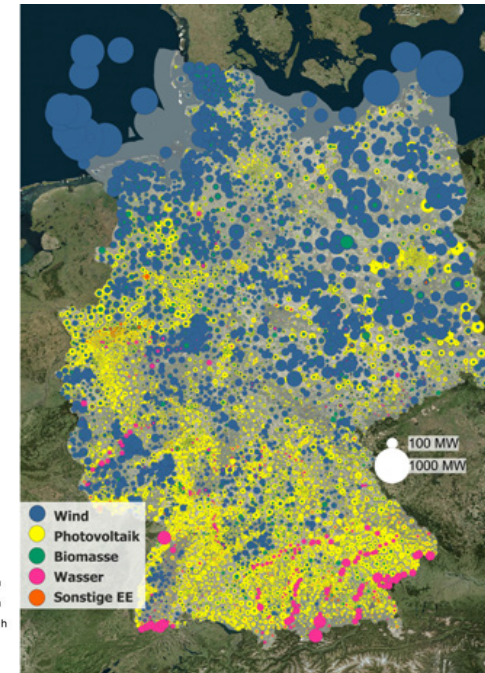 100 MW
1000 MW
Wind
Photovoltaik
Biomasse
Wasser
Sonstige EE
h